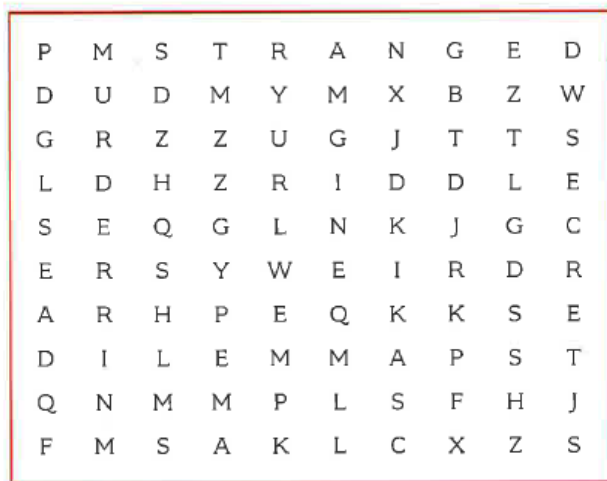 P M S T R A N G E D
D U D M Y M X B Z W
G R Z Z U G J T T S
L D H Z R I D D L E
S E Q G L N K J G C
E R S Y W E I R D R
A R H P E Q K K S E
D I L E M M A P S T
Q N M M P L S F H J
F M S A K L C X Z S